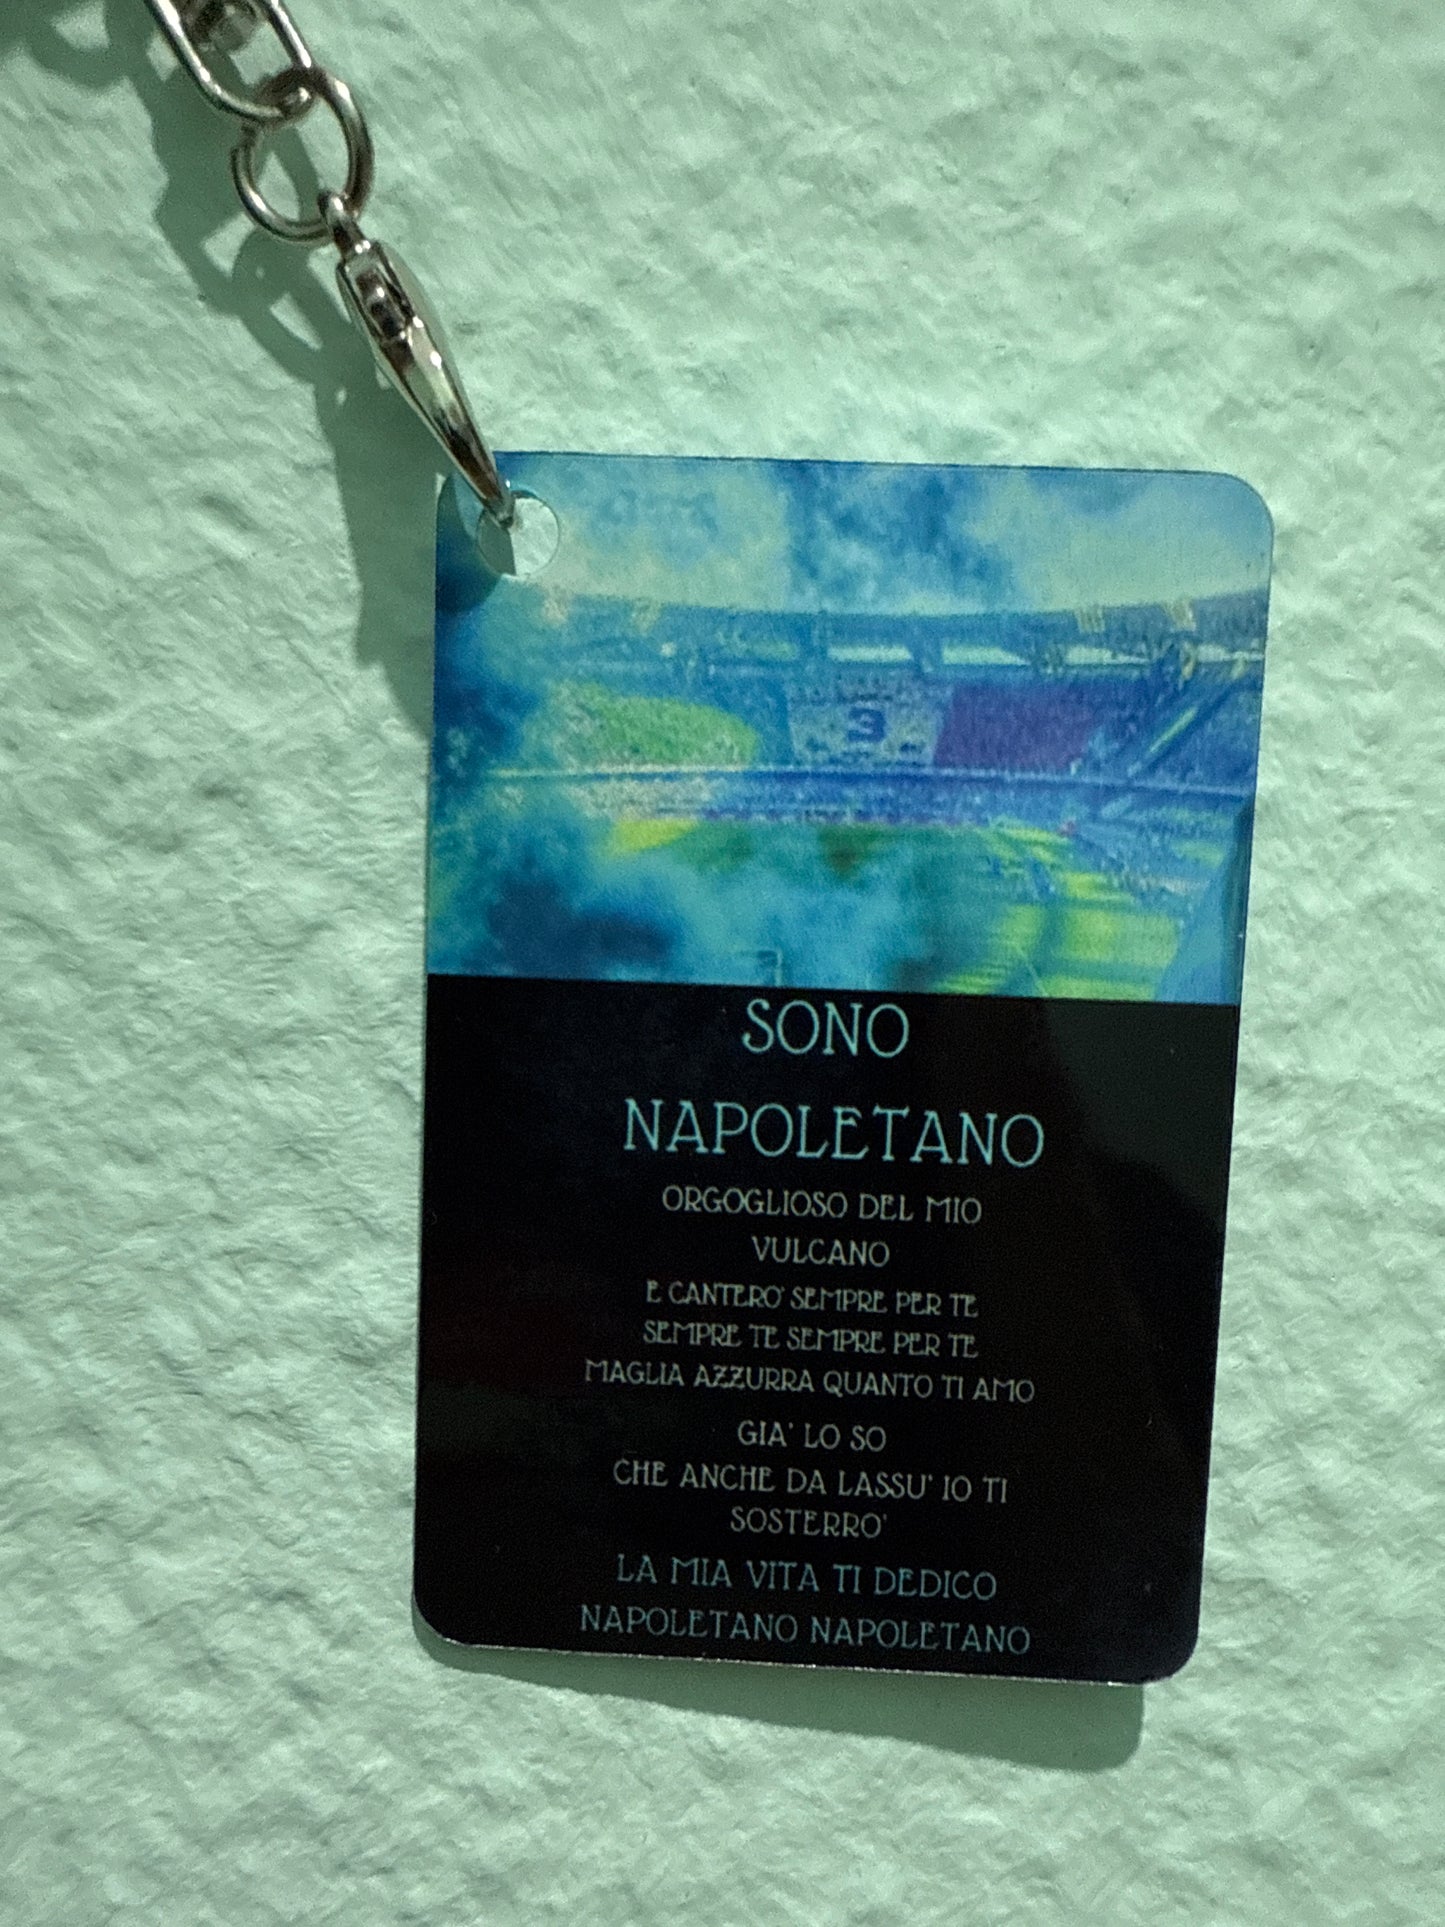 3
SONO
NAPOLETANO
ORGOGLIOSO DEL MIO
VULCANO
E CANTERO' SEMPRE PER TE
SEMPRE TE SEMPRE PER TE
MAGLIA AZZURRA QUANTO TI AMO
GIA' LO SO
CHE ANCHE DA LASSU' IO TI
SOSTERRO'
LA MIA VITA TI DEDICO
NAPOLETANO NAPOLETANO